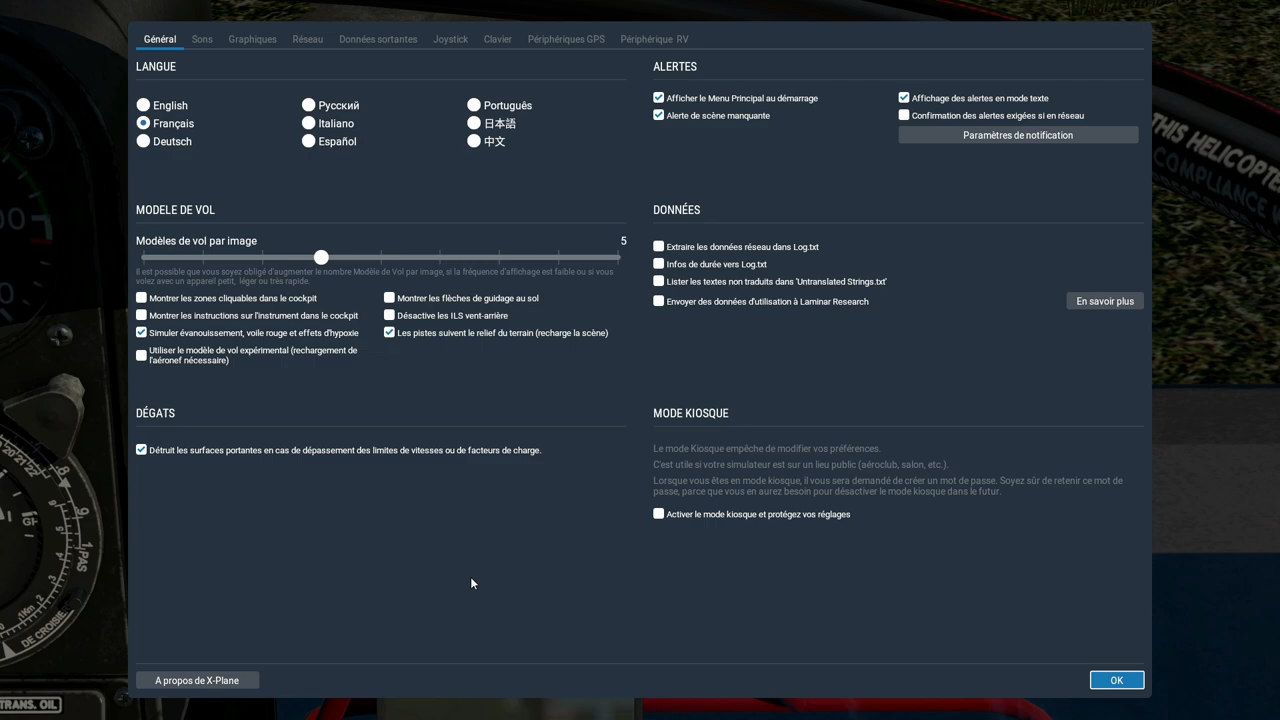 Général Sons Graphiques Réseau Données sortantes Joystick Clavier Périphériques GPS Périphérique RV
LANGUE
English Русский Português
Français Italiano 日本語
Deutsch Español 中文
ALERTES
Afficher le Menu Principal au démarrage Affichage des alertes en mode texte
Alerte de scène manquante Confirmation des alertes exigées si en réseau
Paramètres de notification
MODELE DE VOL
Modèles de vol par image 5
Il est possible que vous soyez obligé d'augmenter le nombre Modèle de Vol par image, si la fréquence d'affichage est faible ou si vous
volez avec un appareil petit, léger ou très rapide.
Montrer les zones cliquables dans le cockpit Montrer les flèches de guidage au sol
Montrer les instructions sur l'instrument dans le cockpit Désactive les ILS vent-arrière
Simuler évanouissement, voile rouge et effets d'hypoxie Les pistes suivent le relief du terrain (recharge la scène)
Utiliser le modèle de vol expérimental (rechargement de
l'aéronef nécessaire)
DONNÉES
Extraire les données réseau dans Log.txt
Infos de durée vers Log.txt
Lister les textes non traduits dans 'Untranslated Strings.txt'
Envoyer des données d'utilisation à Laminar Research En savoir plus
DÉGATS
Détruit les surfaces portantes en cas de dépassement des limites de vitesses ou de facteurs de charge.
MODE KIOSQUE
Le mode Kiosque empêche de modifier vos préférences.
C'est utile si votre simulateur est sur un lieu public (aéroclub, salon, etc.).
Lorsque vous êtes en mode kiosque, il vous sera demandé de créer un mot de passe. Soyez sûr de retenir ce mot de
passe, parce que vous en aurez besoin pour désactiver le mode kiosque dans le futur.
Activer le mode kiosque et protégez vos réglages
A propos de X-Plane OK
THIS HELICOPTE
COMPLIANCE
DE CROISIE
TRANS. OIL